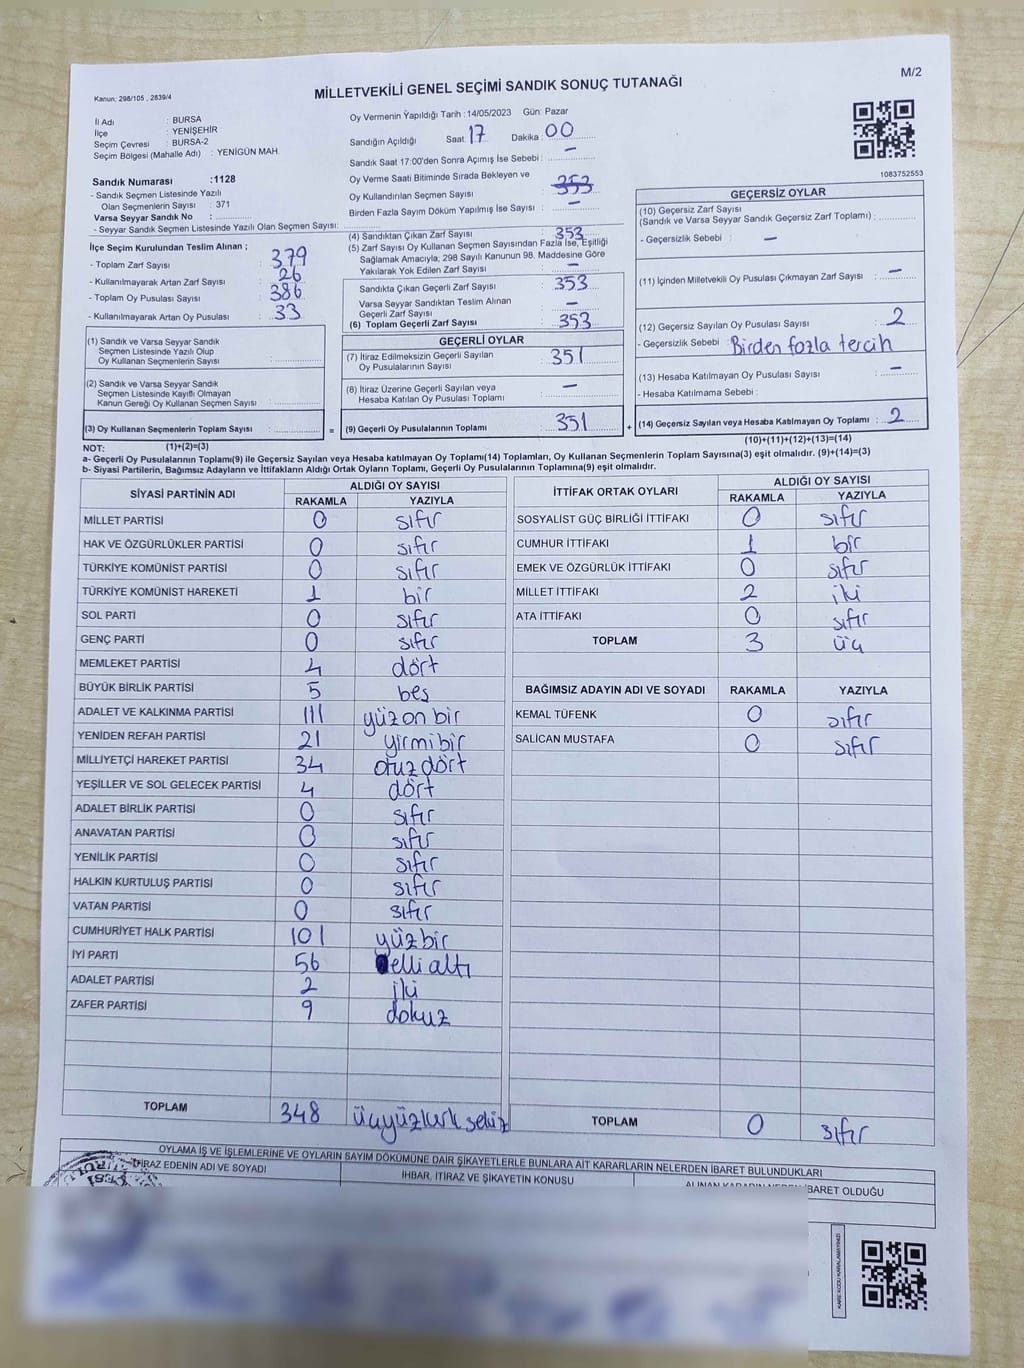 M/2
Kanun: 298/105 , 2839/4
MİLLETVEKİLİ GENEL SEÇİMİ SANDIK SONUÇ TUTANAĞI
İl Adı : BURSA
İlçe : YENİŞEHİR
Seçim Çevresi : BURSA-2
Seçim Bölgesi (Mahalle Adı) : YENİGÜN MAH.
Sandık Numarası :1128
- Sandık Seçmen Listesinde Yazılı
Olan Seçmenlerin Sayısı : 371
Varsa Seyyar Sandık No :
- Seyyar Sandık Seçmen Listesinde Yazılı Olan Seçmen Sayısı:
İlçe Seçim Kurulundan Teslim Alınan ;
- Toplam Zarf Sayısı : 379
- Kullanılmayarak Artan Zarf Sayısı : 26
- Toplam Oy Pusulası Sayısı : 386
- Kullanılmayarak Artan Oy Pusulası : 33
(1) Sandık ve Varsa Seyyar Sandık
Seçmen Listesinde Yazılı Olup
Oy Kullanan Seçmenlerin Sayısı :
(2) Sandık ve Varsa Seyyar Sandık
Seçmen Listesinde Kayıtlı Olmayan
Kanun Gereği Oy Kullanan Seçmen Sayısı :
(3) Oy Kullanan Seçmenlerin Toplam Sayısı :
Oy Vermenin Yapıldığı Tarih :14/05/2023 Gün: Pazar
Sandığın Açıldığı Saat: 17 Dakika : 00
Sandık Saat 17:00'den Sonra Açılmış İse Sebebi : —
Oy Verme Saati Bitiminde Sırada Bekleyen ve
Oy Kullandırılan Seçmen Sayısı : 353
Birden Fazla Sayım Döküm Yapılmış İse Sayısı : —
(4) Sandıktan Çıkan Zarf Sayısı : 353
(5) Zarf Sayısı Oy Kullanan Seçmen Sayısından Fazla İse, Eşitliği
Sağlamak Amacıyla, 298 Sayılı Kanunun 98. Maddesine Göre
Yakılarak Yok Edilen Zarf Sayısı : —
Sandıkta Çıkan Geçerli Zarf Sayısı : 353
Varsa Seyyar Sandıktan Teslim Alınan
Geçerli Zarf Sayısı : —
(6) Toplam Geçerli Zarf Sayısı : 353
GEÇERLİ OYLAR
(7) İtiraz Edilmeksizin Geçerli Sayılan
Oy Pusulalarının Sayısı : 351
(8) İtiraz Üzerine Geçerli Sayılan veya
Hesaba Katılan Oy Pusulası Toplamı : —
= (9) Geçerli Oy Pusulalarının Toplamı : 351 +
1083752553
GEÇERSİZ OYLAR
(10) Geçersiz Zarf Sayısı
(Sandık ve Varsa Seyyar Sandık Geçersiz Zarf Toplamı) :
- Geçersizlik Sebebi : —
(11) İçinden Milletvekili Oy Pusulası Çıkmayan Zarf Sayısı : —
(12) Geçersiz Sayılan Oy Pusulası Sayısı : 2
- Geçersizlik Sebebi : Birden fazla tercih
(13) Hesaba Katılmayan Oy Pusulası Sayısı : —
- Hesaba Katılmama Sebebi :
(14) Geçersiz Sayılan veya Hesaba Katılmayan Oy Toplamı : 2
NOT: (1)+(2)=(3) (10)+(11)+(12)+(13)=(14)
a- Geçerli Oy Pusulalarının Toplamı(9) ile Geçersiz Sayılan veya Hesaba katılmayan Oy Toplamı(14) Toplamları, Oy Kullanan Seçmenlerin Toplam Sayısına(3) eşit olmalıdır. (9)+(14)=(3)
b- Siyasi Partilerin, Bağımsız Adayların ve İttifakların Aldığı Ortak Oyların Toplamı, Geçerli Oy Pusulalarının Toplamına(9) eşit olmalıdır.
SİYASİ PARTİNİN ADI ALDIĞI OY SAYISI
RAKAMLA YAZIYLA
MİLLET PARTİSİ 0 sıfır
HAK VE ÖZGÜRLÜKLER PARTİSİ 0 sıfır
TÜRKİYE KOMÜNİST PARTİSİ 0 sıfır
TÜRKİYE KOMÜNİST HAREKETİ 1 bir
SOL PARTİ 0 sıfır
GENÇ PARTİ 0 sıfır
MEMLEKET PARTİSİ 4 dört
BÜYÜK BİRLİK PARTİSİ 5 beş
ADALET VE KALKINMA PARTİSİ 111 yüz on bir
YENİDEN REFAH PARTİSİ 21 yirmi bir
MİLLİYETÇİ HAREKET PARTİSİ 34 otuz dört
YEŞİLLER VE SOL GELECEK PARTİSİ 4 dört
ADALET BİRLİK PARTİSİ 0 sıfır
ANAVATAN PARTİSİ 0 sıfır
YENİLİK PARTİSİ 0 sıfır
HALKIN KURTULUŞ PARTİSİ 0 sıfır
VATAN PARTİSİ 0 sıfır
CUMHURİYET HALK PARTİSİ 101 yüz bir
İYİ PARTİ 56 elli altı
ADALET PARTİSİ 2 iki
ZAFER PARTİSİ 9 dokuz
TOPLAM 348 üçyüzkırk sekiz
İTTİFAK ORTAK OYLARI ALDIĞI OY SAYISI
RAKAMLA YAZIYLA
SOSYALİST GÜÇ BİRLİĞİ İTTİFAKI 0 sıfır
CUMHUR İTTİFAKI 1 bir
EMEK VE ÖZGÜRLÜK İTTİFAKI 0 sıfır
MİLLET İTTİFAKI 2 iki
ATA İTTİFAKI 0 sıfır
TOPLAM 3 üç
BAĞIMSIZ ADAYIN ADI VE SOYADI RAKAMLA YAZIYLA
KEMAL TÜFENK 0 sıfır
SALİCAN MUSTAFA 0 sıfır
TOPLAM 0 sıfır
OYLAMA İŞ VE İŞLEMLERİNE VE OYLARIN SAYIM DÖKÜMÜNE DAİR ŞİKAYETLERLE BUNLARA AİT KARARLARIN NELERDEN İBARET BULUNDUKLARI
İTİRAZ EDENİN ADI VE SOYADI İHBAR, İTİRAZ VE ŞİKAYETİN KONUSU ALINAN KARARIN NEDEN İBARET OLDUĞU
KARE KODU KARALAMAYINIZ!